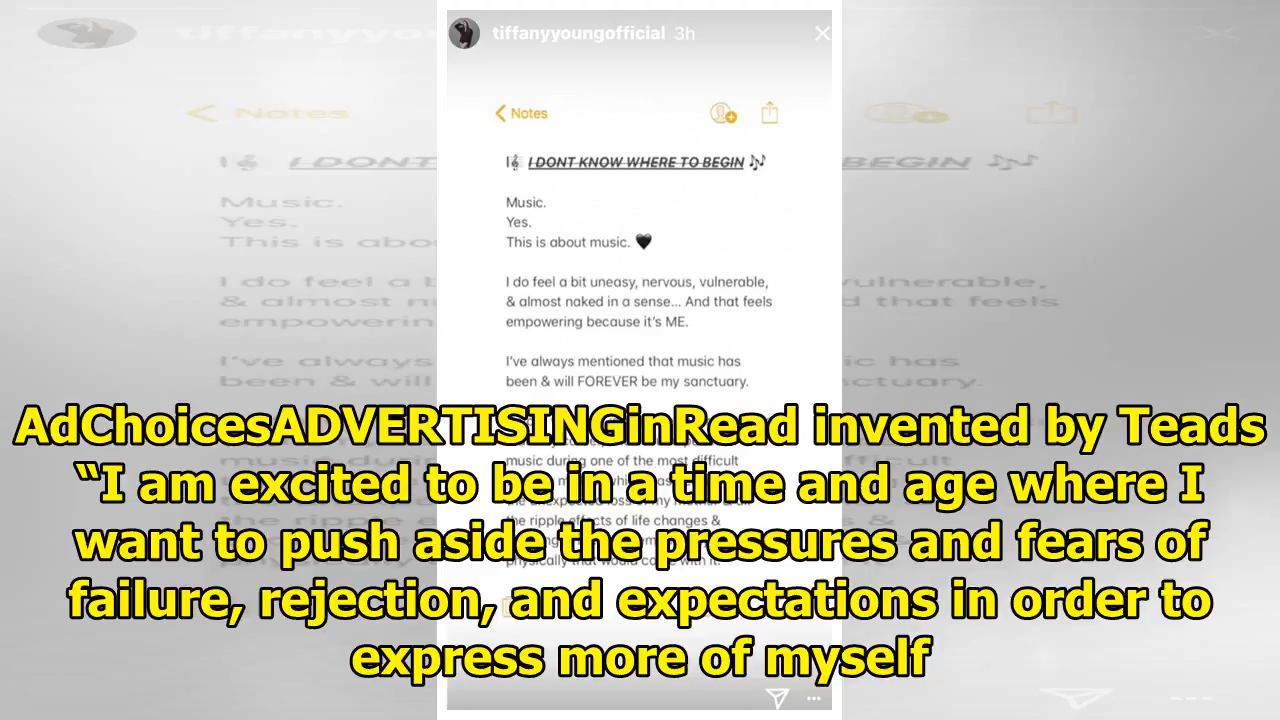 tiffanyyoungofficial 3h
Notes
I DONT KNOW WHERE TO BEGIN
Music.
Yes.
This is about music. 🖤
I do feel a bit uneasy, nervous, vulnerable,
& almost naked in a sense... And that feels
empowering because it's ME.
I've always mentioned that music has
been & will FOREVER be my sanctuary.
AdChoicesADVERTISINGinRead invented by Teads
music during one of the most difficult
“I am excited to be in a time and age where I
the ripple effects of life changes &
want to push aside the pressures and fears of
physically that would come with it.
failure, rejection, and expectations in order to
express more of myself